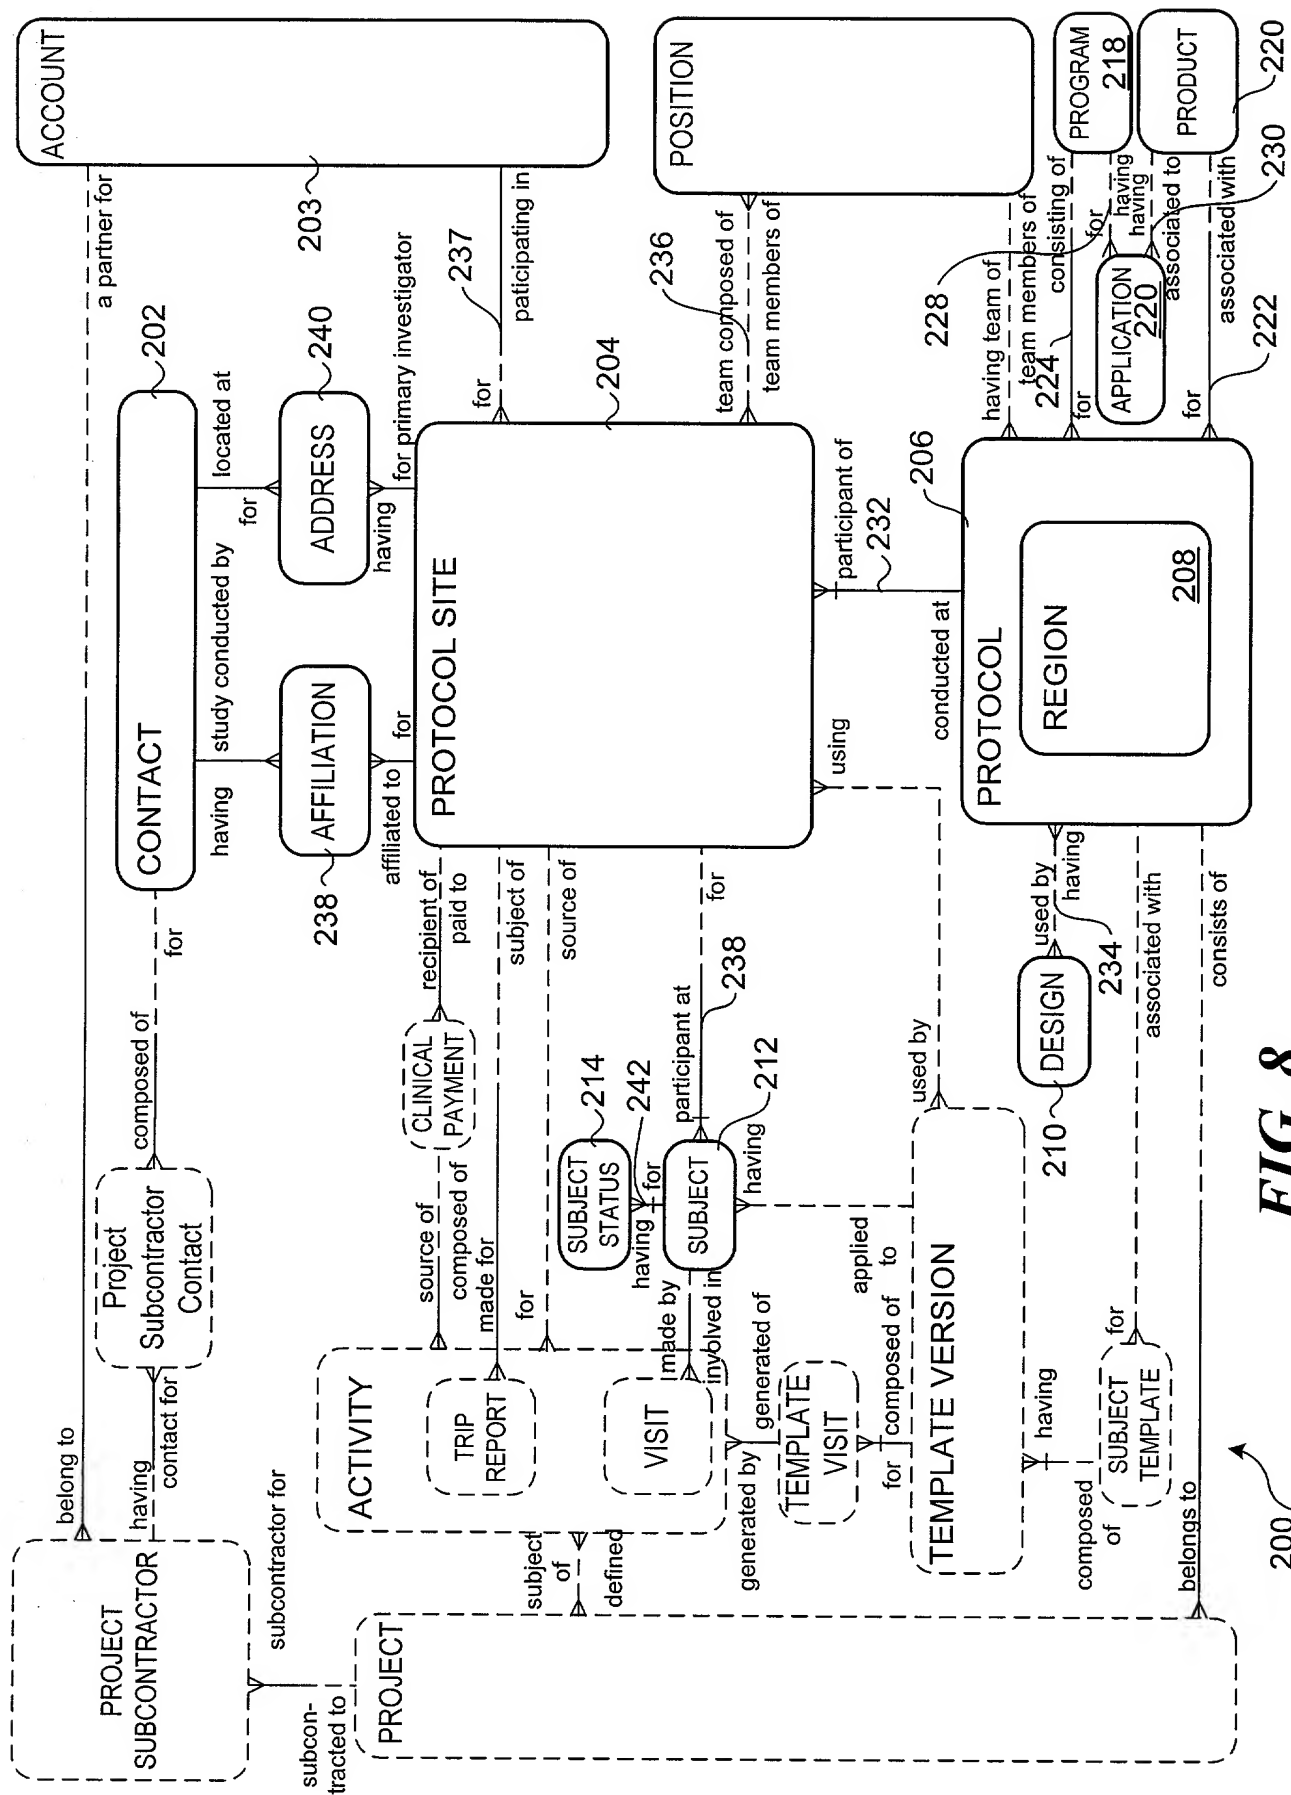 ACCOUNT
203
a partner for
belong to
PROJECT
SUBCONTRACTOR
having
contact for
Project
Subcontractor
Contact
composed of
for
CONTACT
202
located at
for
study conducted by
having
ADDRESS
240
for primary investigator
having
AFFILIATION
238
affiliated to
for
237
paticipating in
for
POSITION
team composed of
236
team members of
PROTOCOL SITE
204
recipient of
paid to
subject of
source of
CLINICAL
PAYMENT
source of
composed of
made for
for
ACTIVITY
TRIP
REPORT
VISIT
made by
involved in
SUBJECT
STATUS
214
242
having
for
SUBJECT
212
participant at
238
for
having
applied
to
generated of
generated by
TEMPLATE
VISIT
composed of
for
TEMPLATE VERSION
used by
using
having
composed
of
SUBJECT
TEMPLATE
for
associated with
subcontractor for
subcon-
tracted to
PROJECT
subject
of
defined
belongs to
consists of
participant of
232
conducted at
PROTOCOL
206
REGION
208
DESIGN
210
used by
having
234
having team of
team members of
224
consisting of
for
PROGRAM
218
PRODUCT
220
228
for
having
having
APPLICATION
220
associated to
230
associated with
for
222
200
FIG. 8